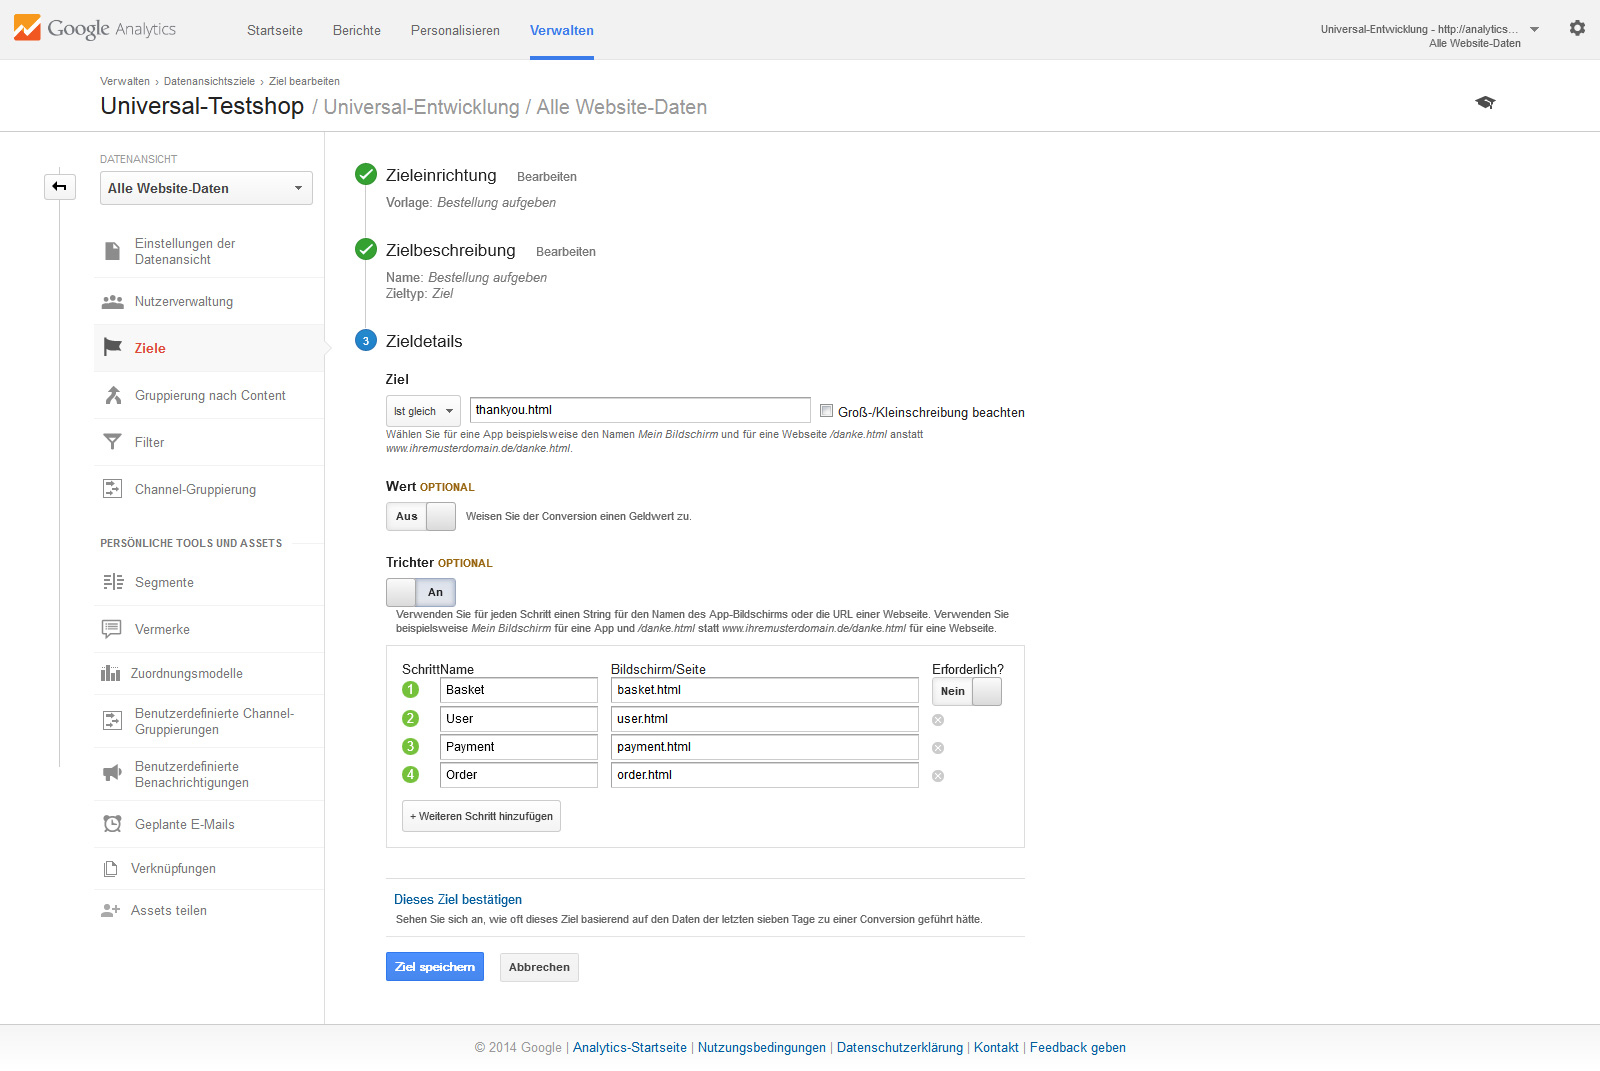 Google Analytics
Startseite
Berichte
Personalisieren
Verwalten
Universal-Entwicklung - http://analytics...
Alle Website-Daten
Verwalten › Datenansichtsziele › Ziel bearbeiten
Universal-Testshop / Universal-Entwicklung / Alle Website-Daten
DATENANSICHT
Alle Website-Daten
Einstellungen der
Datenansicht
Nutzerverwaltung
Ziele
Gruppierung nach Content
Filter
Channel-Gruppierung
PERSÖNLICHE TOOLS UND ASSETS
Segmente
Vermerke
Zuordnungsmodelle
Benutzerdefinierte Channel-
Gruppierungen
Benutzerdefinierte
Benachrichtigungen
Geplante E-Mails
Verknüpfungen
Assets teilen
Zieleinrichtung Bearbeiten
Vorlage: Bestellung aufgeben
Zielbeschreibung Bearbeiten
Name: Bestellung aufgeben
Zieltyp: Ziel
3 Zieldetails
Ziel
Ist gleich thankyou.html Groß-/Kleinschreibung beachten
Wählen Sie für eine App beispielsweise den Namen Mein Bildschirm und für eine Webseite /danke.html anstatt
www.ihremusterdomain.de/danke.html.
Wert OPTIONAL
Aus Weisen Sie der Conversion einen Geldwert zu.
Trichter OPTIONAL
An
Verwenden Sie für jeden Schritt einen String für den Namen des App-Bildschirms oder die URL einer Webseite. Verwenden Sie
beispielsweise Mein Bildschirm für eine App und /danke.html statt www.ihremusterdomain.de/danke.html für eine Webseite.
Schritt Name Bildschirm/Seite Erforderlich?
1 Basket basket.html Nein
2 User user.html
3 Payment payment.html
4 Order order.html
+ Weiteren Schritt hinzufügen
Dieses Ziel bestätigen
Sehen Sie sich an, wie oft dieses Ziel basierend auf den Daten der letzten sieben Tage zu einer Conversion geführt hätte.
Ziel speichern Abbrechen
© 2014 Google | Analytics-Startseite | Nutzungsbedingungen | Datenschutzerklärung | Kontakt | Feedback geben